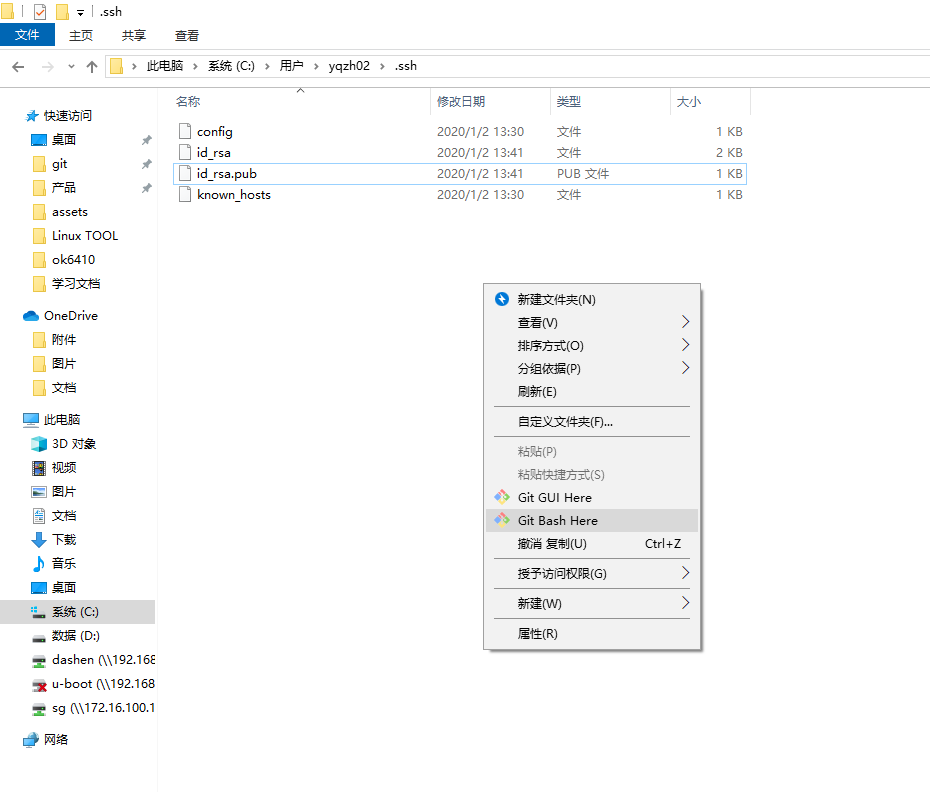 .ssh
文件 主页 共享 查看
此电脑 系统 (C:) 用户 yqzh02 .ssh
名称 修改日期 类型 大小
config 2020/1/2 13:30 文件 1 KB
id_rsa 2020/1/2 13:41 文件 2 KB
id_rsa.pub 2020/1/2 13:41 PUB 文件 1 KB
known_hosts 2020/1/2 13:30 文件 1 KB
快速访问
桌面
git
产品
assets
Linux TOOL
ok6410
学习文档
OneDrive
附件
图片
文档
此电脑
3D 对象
视频
图片
文档
下载
音乐
桌面
系统 (C:)
数据 (D:)
dashen (\\192.168
u-boot (\\192.168
sg (\\172.16.100.1
网络
新建文件夹(N)
查看(V)
排序方式(O)
分组依据(P)
刷新(E)
自定义文件夹(F)...
粘贴(P)
粘贴快捷方式(S)
Git GUI Here
Git Bash Here
撤消 复制(U) Ctrl+Z
授予访问权限(G)
新建(W)
属性(R)